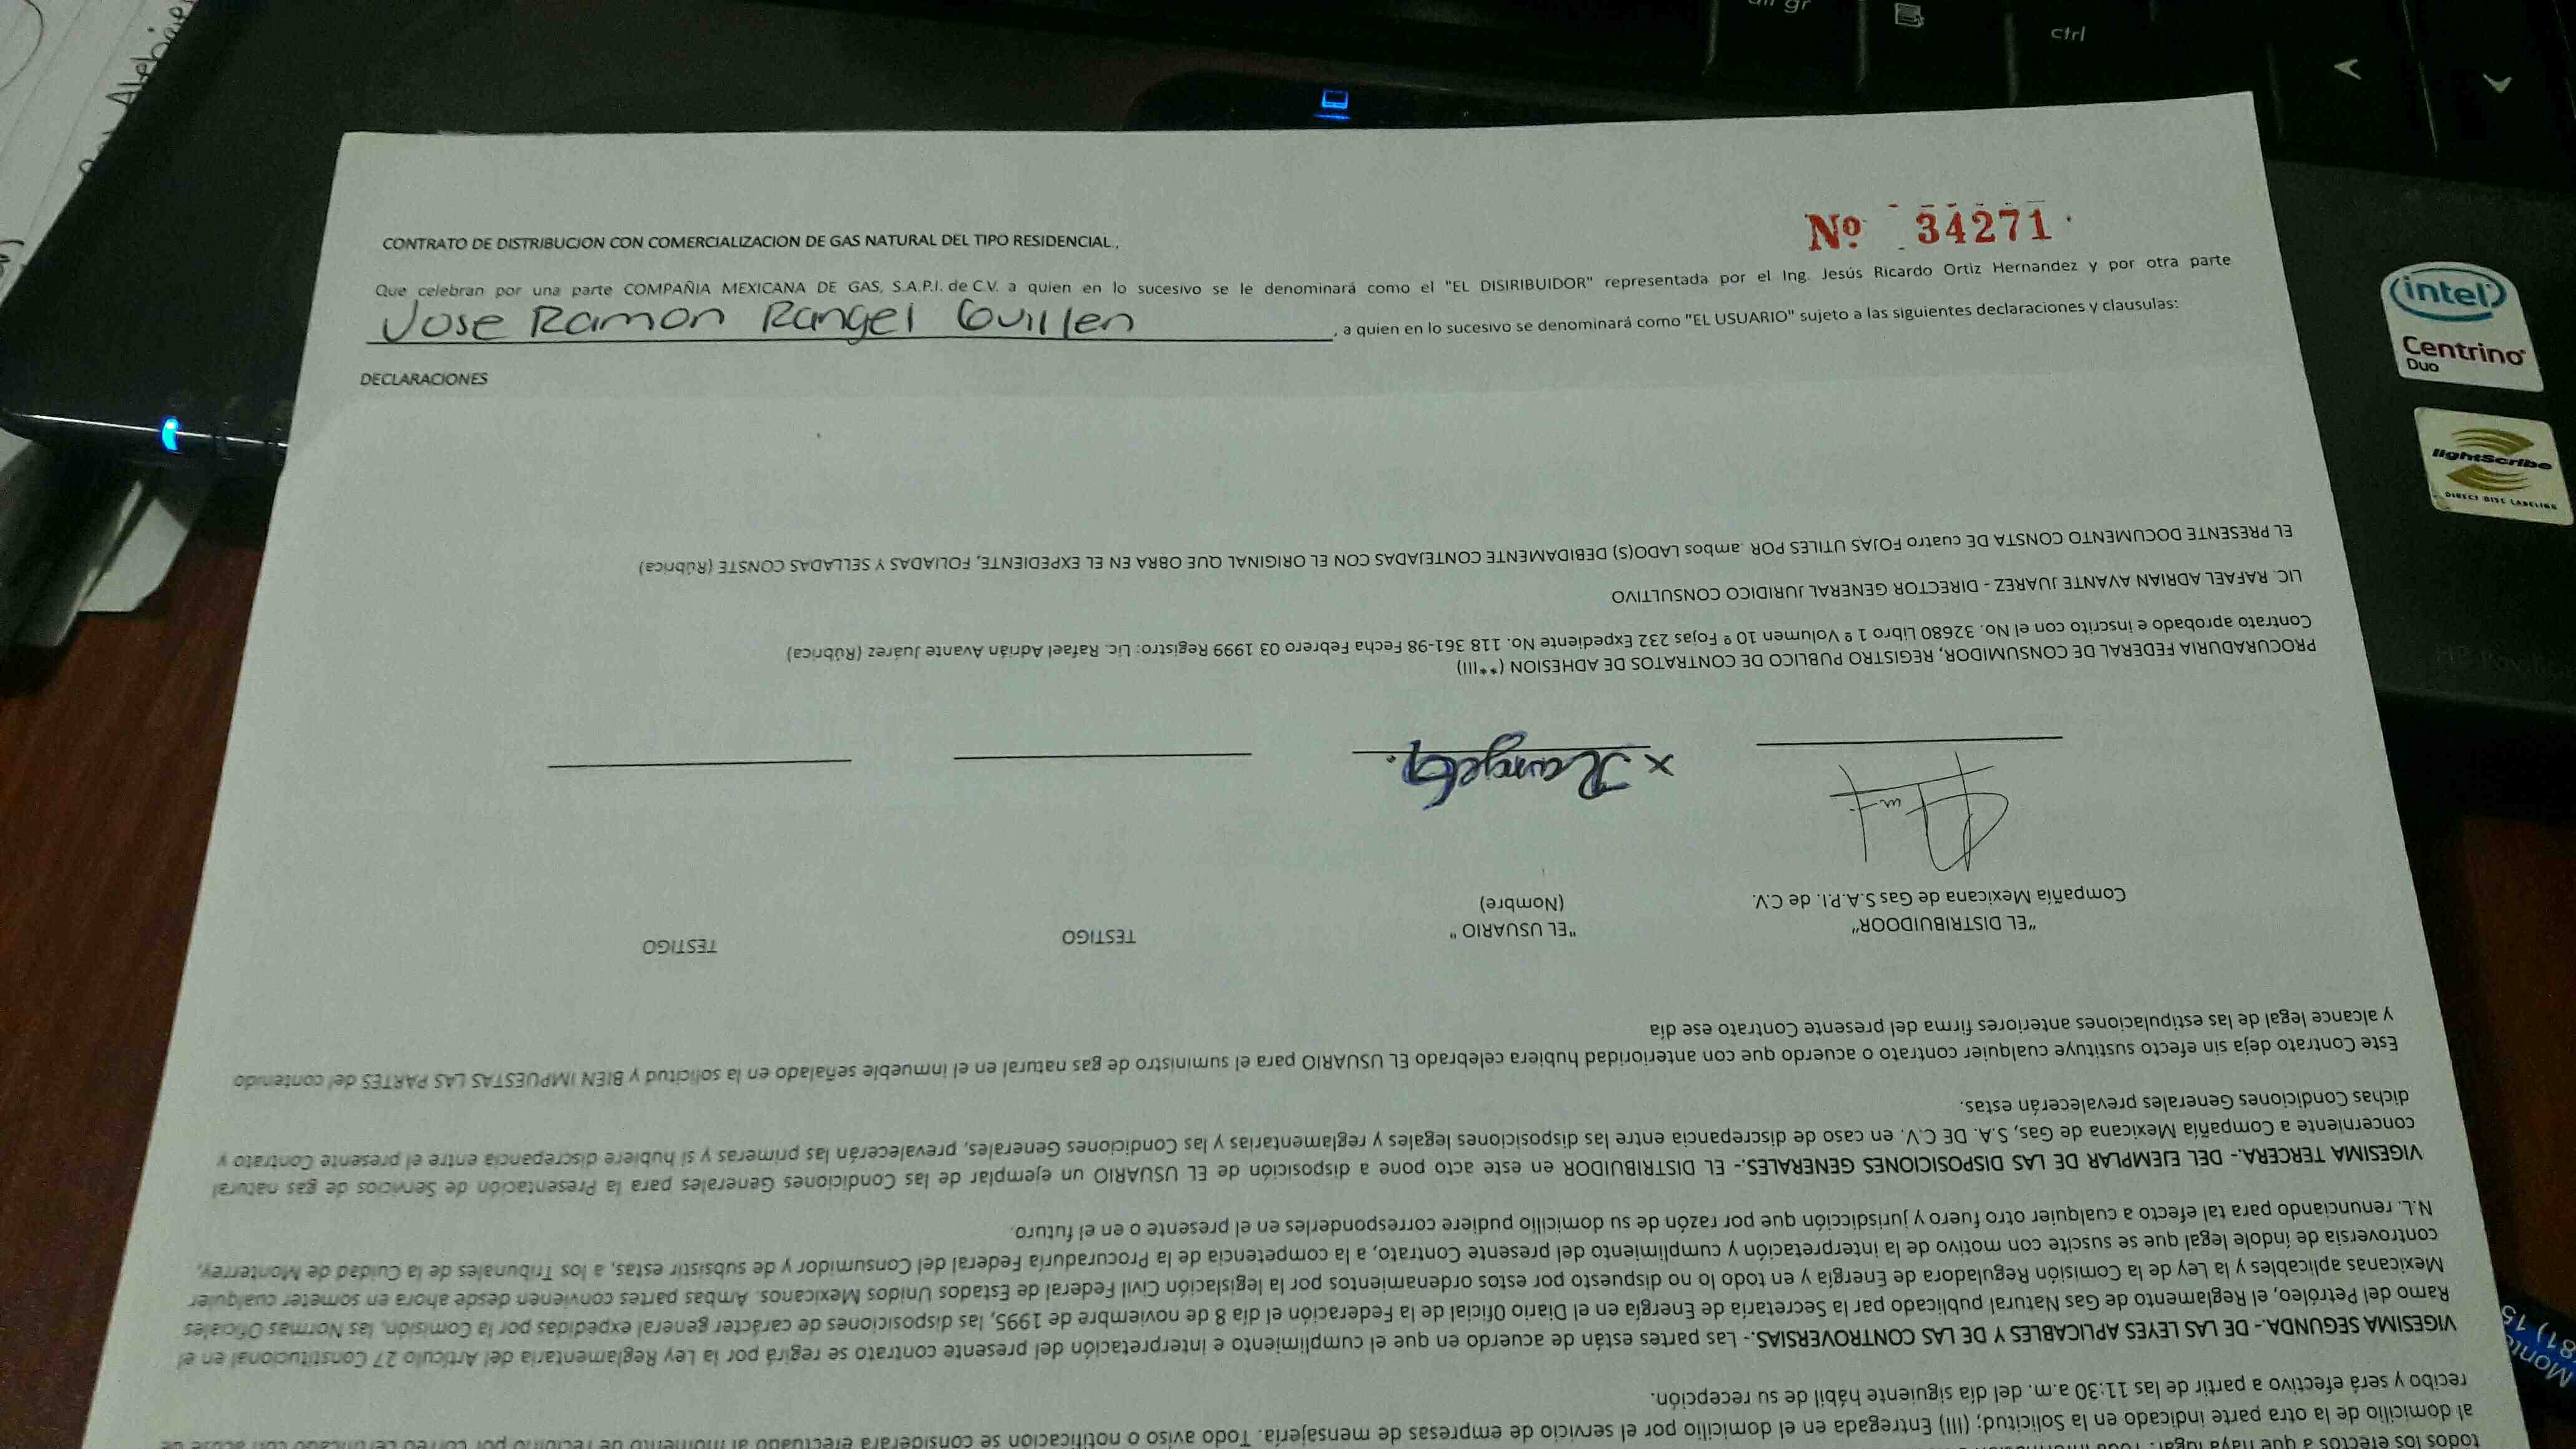 Nº 34271
CONTRATO DE DISTRIBUCION CON COMERCIALIZACION DE GAS NATURAL DEL TIPO RESIDENCIAL.,
Que celebran por una parte COMPAÑIA MEXICANA DE GAS, S.A.P.I. de C.V. a quien en lo sucesivo se le denominará como el "EL DISIRIBUIDOR" representada por el Ing. Jesús Ricardo Ortiz Hernandez y por otra parte
Jose Ramon Rangel Guillen, a quien en lo sucesivo se denominará como "EL USUARIO" sujeto a las siguientes declaraciones y clausulas:
DECLARACIONES
todos los efectos a que haya lugar.
al domicilio de la otra parte indicado en la Solicitud; (III) Entregada en el domicilio por el servicio de empresas de mensajería. Todo aviso o notificación se considerará efectuado al momento de recibirlo por correo certificado con acuse de
recibo y será efectivo a partir de las 11:30 a.m. del día siguiente hábil de su recepción.
VIGESIMA SEGUNDA.- DE LAS LEYES APLICABLES Y DE LAS CONTROVERSIAS.- Las partes están de acuerdo en que el cumplimiento e interpretación del presente contrato se regirá por la Ley Reglamentaria del Artículo 27 Constitucional en el
Ramo del Petróleo, el Reglamento de Gas Natural publicado par la Secretaría de Energía en el Diario Oficial de la Federación el día 8 de noviembre de 1995, las disposiciones de carácter general expedidas por la Comisión, las Normas Oficiales
Mexicanas aplicables y la Ley de la Comisión Reguladora de Energía y en todo lo no dispuesto por estos ordenamientos por la legislación Civil Federal de Estados Unidos Mexicanos. Ambas partes convienen desde ahora en someter cualquier
controversia de índole legal que se suscite con motivo de la interpretación y cumplimiento del presente Contrato, a la competencia de la Procuraduría Federal del Consumidor y de subsistir estas, a los Tribunales de la Cuidad de Monterrey,
N.L. renunciando para tal efecto a cualquier otro fuero y jurisdicción que por razón de su domicilio pudiere corresponderles en el presente o en el futuro.
VIGESIMA TERCERA.- DEL EJEMPLAR DE LAS DISPOSICIONES GENERALES.- EL DISTRIBUIDOR en este acto pone a disposición de EL USUARIO un ejemplar de las Condiciones Generales para la Presentación de Servicios de gas natural
concerniente a Compañía Mexicana de Gas, S.A. DE C.V. en caso de discrepancia entre las disposiciones legales y reglamentarias y las Condiciones Generales, prevalecerán las primeras y si hubiere discrepancia entre el presente Contrato y
dichas Condiciones Generales prevalecerán estas.
Este Contrato deja sin efecto sustituye cualquier contrato o acuerdo que con anterioridad hubiera celebrado EL USUARIO para el suministro de gas natural en el inmueble señalado en la solicitud y BIEN IMPUESTAS LAS PARTES del contenido
y alcance legal de las estipulaciones anteriores firma del presente Contrato ese día
"EL DISTRIBUIDOOR" "EL USUARIO" TESTIGO TESTIGO
Compañía Mexicana de Gas S.A.P.I. de C.V. (Nombre)
x Rangel G.
PROCURADURIA FEDERAL DE CONSUMIDOR, REGISTRO PUBLICO DE CONTRATOS DE ADHESION (**III)
Contrato aprobado e inscrito con el No. 32680 Libro 1 º Volumen 10 º Fojas 232 Expediente No. 118 361-98 Fecha Febrero 03 1999 Registro: Lic. Rafael Adrián Avante Juárez (Rúbrica)
LIC. RAFAEL ADRIAN AVANTE JUAREZ - DIRECTOR GENERAL JURIDICO CONSULTIVO
EL PRESENTE DOCUMENTO CONSTA DE cuatro FOJAS UTILES POR ambos LADO(S) DEBIDAMENTE CONTEJADAS CON EL ORIGINAL QUE OBRA EN EL EXPEDIENTE, FOLIADAS Y SELLADAS CONSTE (Rúbrica)
alt gr
ctrl
intel
Centrino
Duo
lightScribe
DIRECT DISC LABELING